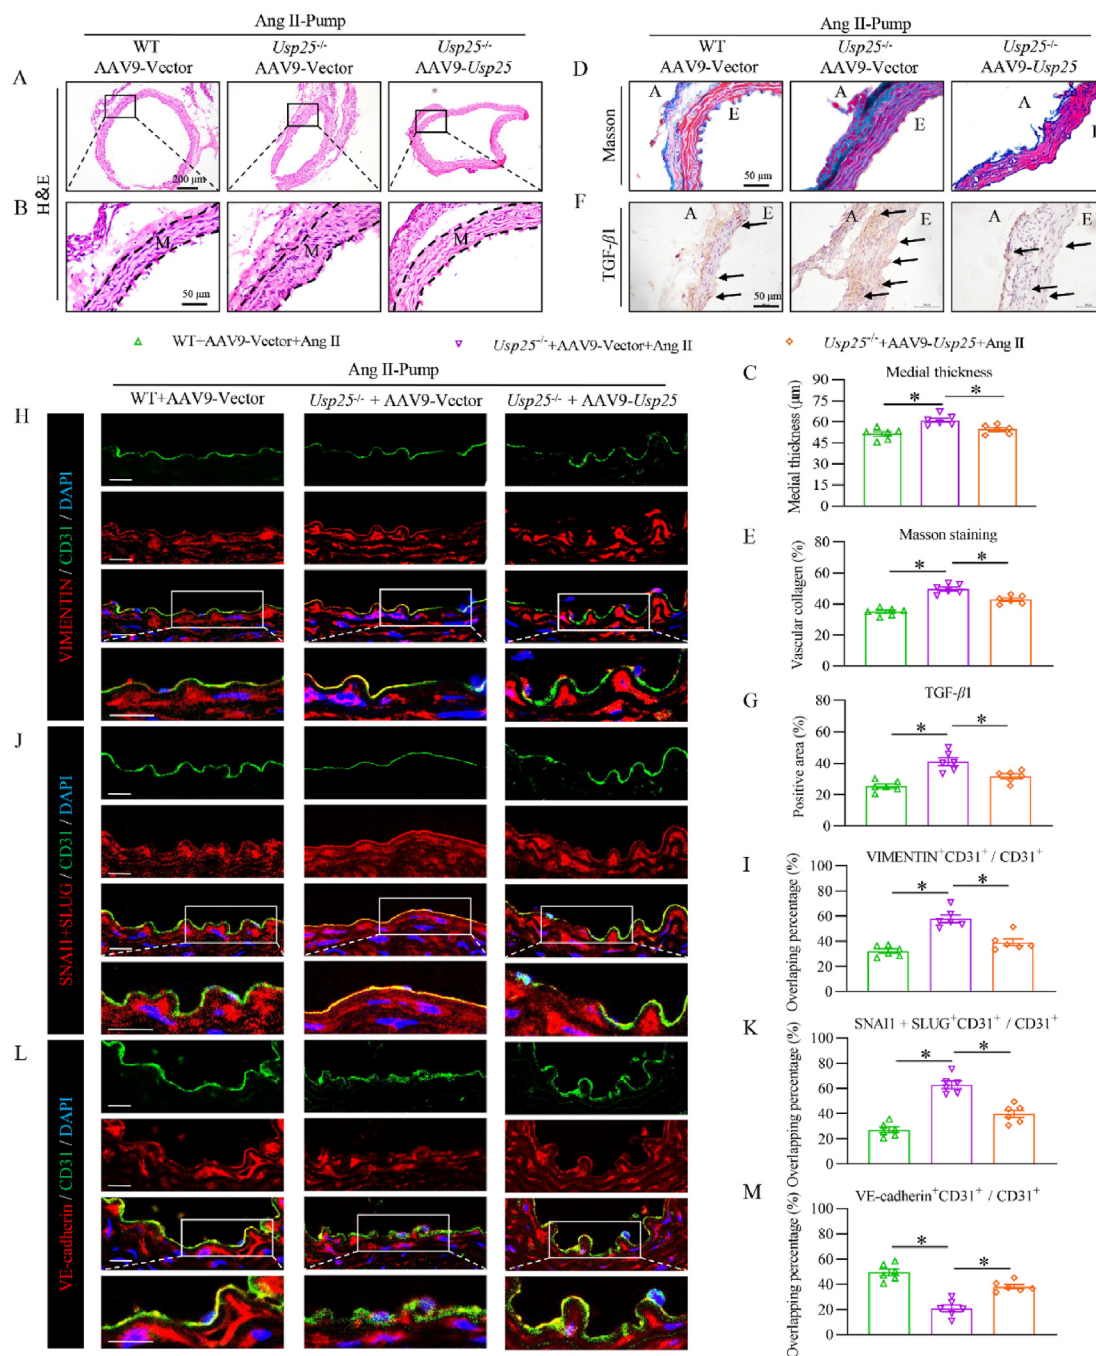 Ang II-Pump
WT
AAV9-Vector
Usp25-/-
AAV9-Vector
Usp25-/-
AAV9-Usp25
A
H&E
200 μm
B
M
M
M
50 μm
Ang II-Pump
WT
AAV9-Vector
Usp25-/-
AAV9-Vector
Usp25-/-
AAV9-Usp25
D
Masson
A
E
50 μm
A
E
A
F
TGF-β1
A
E
50 μm
A
E
A
E
WT+AAV9-Vector+Ang II
Usp25-/-+AAV9-Vector+Ang II
Usp25-/-+AAV9-Usp25+Ang II
Ang II-Pump
WT+AAV9-Vector
Usp25-/- + AAV9-Vector
Usp25-/- + AAV9-Usp25
H
VIMENTIN / CD31 / DAPI
J
SNAI1+SLUG / CD31 / DAPI
L
VE-cadherin / CD31 / DAPI
C
Medial thickness
Medial thickness (μm)
90
75
60
45
30
15
0
* *
E
Masson staining
Vascular collagen (%)
80
60
40
20
0
* *
G
TGF-β1
Positive area (%)
80
60
40
20
0
* *
I
VIMENTIN+CD31+ / CD31+
Overlaping percentage (%)
100
80
60
40
20
0
* *
K
SNAI1 + SLUG+CD31+ / CD31+
Overlapping percentage (%)
100
80
60
40
20
0
* *
M
VE-cadherin+CD31+ / CD31+
Overlapping percentage (%)
100
80
60
40
20
0
* *